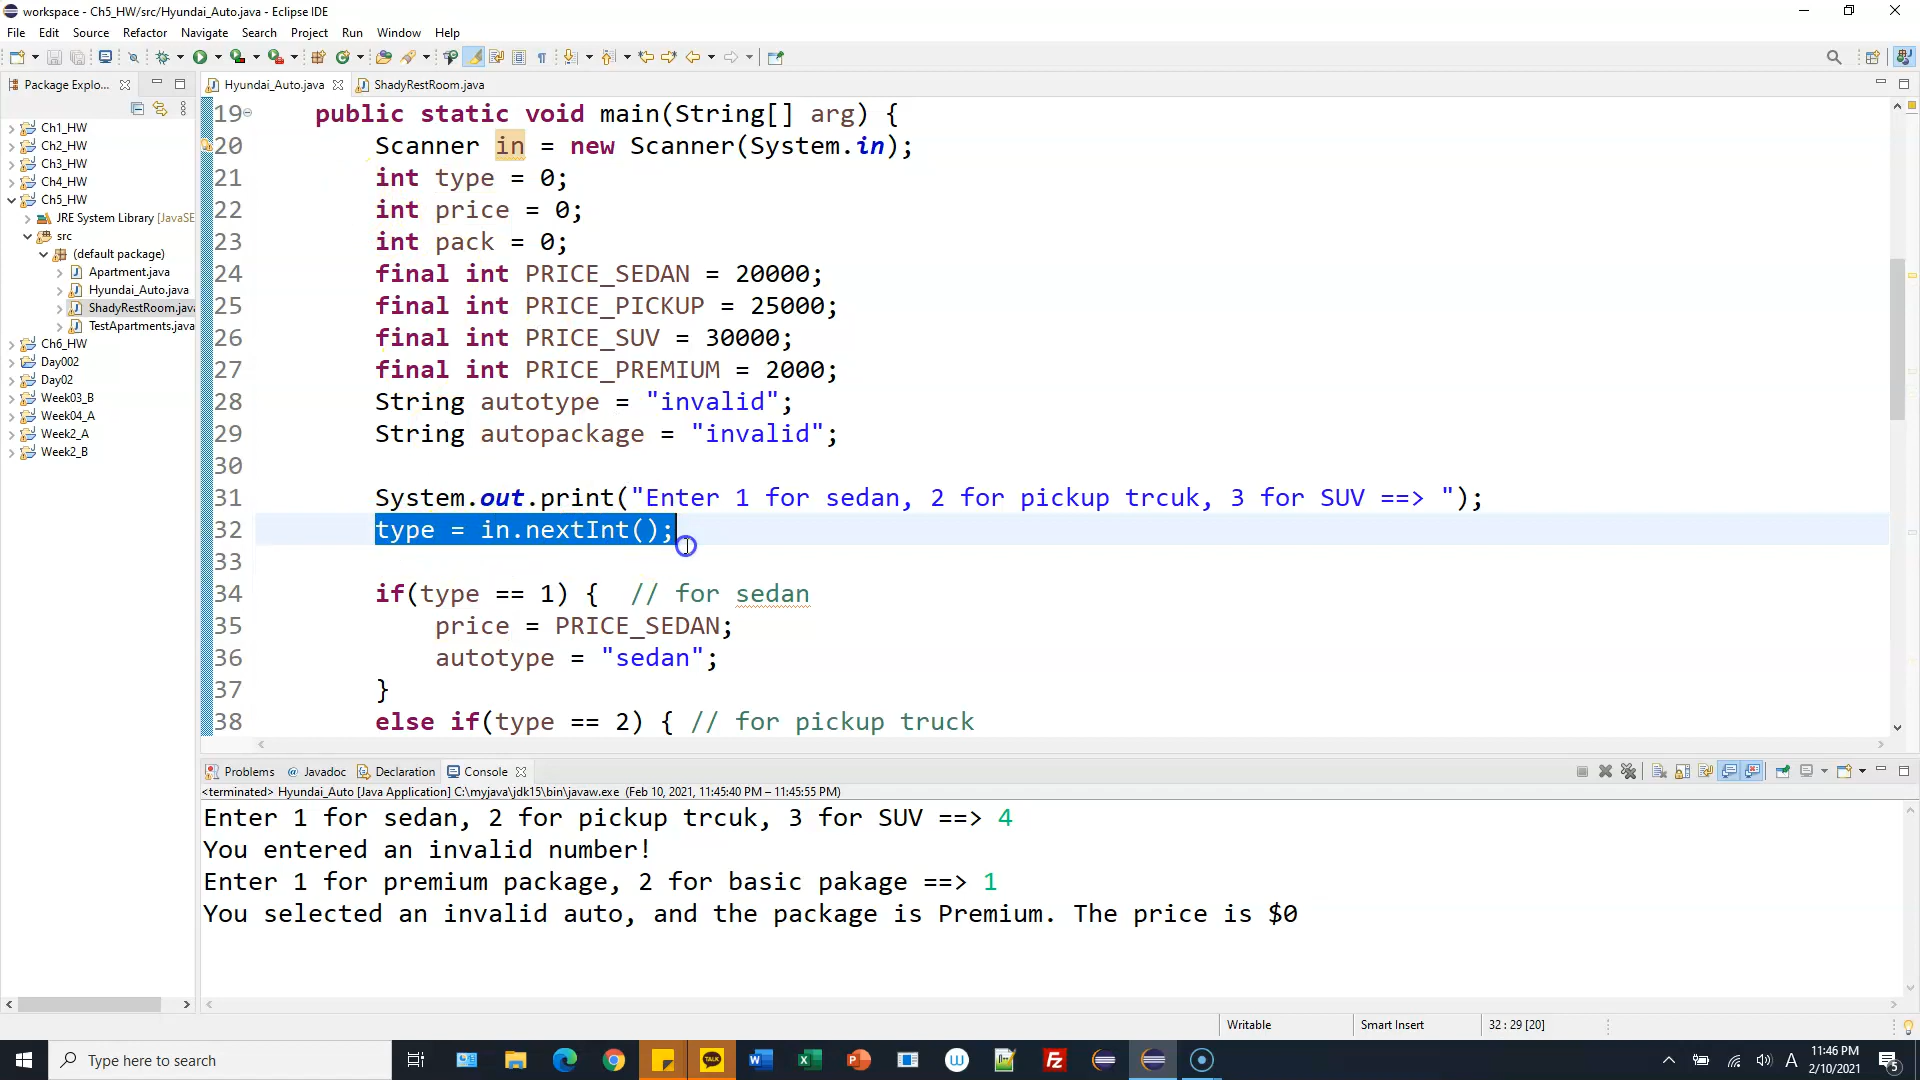 workspace - Ch5_HW/src/Hyundai_Auto.java - Eclipse IDE
File Edit Source Refactor Navigate Search Project Run Window Help
Package Explo...
Ch1_HW
Ch2_HW
Ch3_HW
Ch4_HW
Ch5_HW
JRE System Library [JavaSE
src
(default package)
Apartment.java
Hyundai_Auto.java
ShadyRestRoom.java
TestApartments.java
Ch6_HW
Day002
Day02
Week03_B
Week04_A
Week2_A
Week2_B
Hyundai_Auto.java ShadyRestRoom.java
19 public static void main(String[] arg) {
20 Scanner in = new Scanner(System.in);
21 int type = 0;
22 int price = 0;
23 int pack = 0;
24 final int PRICE_SEDAN = 20000;
25 final int PRICE_PICKUP = 25000;
26 final int PRICE_SUV = 30000;
27 final int PRICE_PREMIUM = 2000;
28 String autotype = "invalid";
29 String autopackage = "invalid";
30
31 System.out.print("Enter 1 for sedan, 2 for pickup trcuk, 3 for SUV ==> ");
32 type = in.nextInt();
33
34 if(type == 1) { // for sedan
35 price = PRICE_SEDAN;
36 autotype = "sedan";
37 }
38 else if(type == 2) { // for pickup truck
Problems @ Javadoc Declaration Console
<terminated> Hyundai_Auto [Java Application] C:\myjava\jdk15\bin\javaw.exe (Feb 10, 2021, 11:45:40 PM – 11:45:55 PM)
Enter 1 for sedan, 2 for pickup trcuk, 3 for SUV ==> 4
You entered an invalid number!
Enter 1 for premium package, 2 for basic pakage ==> 1
You selected an invalid auto, and the package is Premium. The price is $0
Writable Smart Insert 32 : 29 [20]
Type here to search
TALK
A
11:46 PM
2/10/2021
5